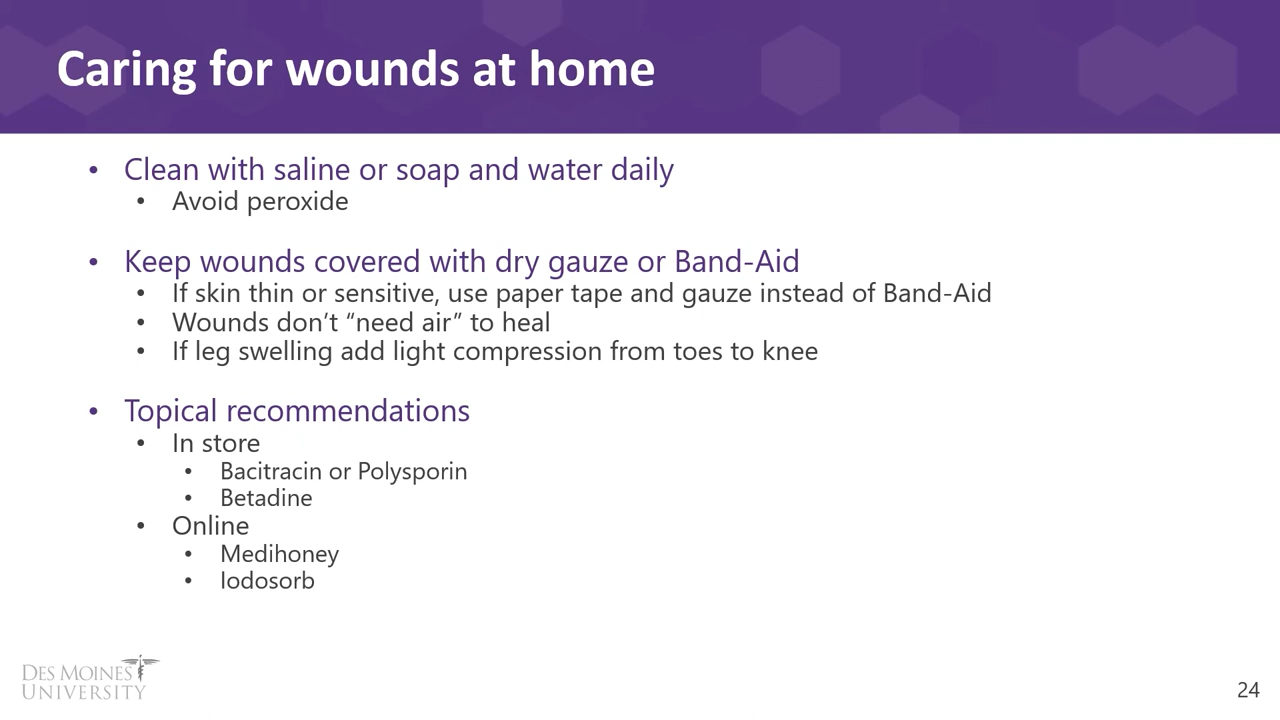 Caring for wounds at home
• Clean with saline or soap and water daily
• Avoid peroxide
• Keep wounds covered with dry gauze or Band-Aid
• If skin thin or sensitive, use paper tape and gauze instead of Band-Aid
• Wounds don’t “need air” to heal
• If leg swelling add light compression from toes to knee
• Topical recommendations
• In store
• Bacitracin or Polysporin
• Betadine
• Online
• Medihoney
• Iodosorb
DES MOINES
UNIVERSITY
24